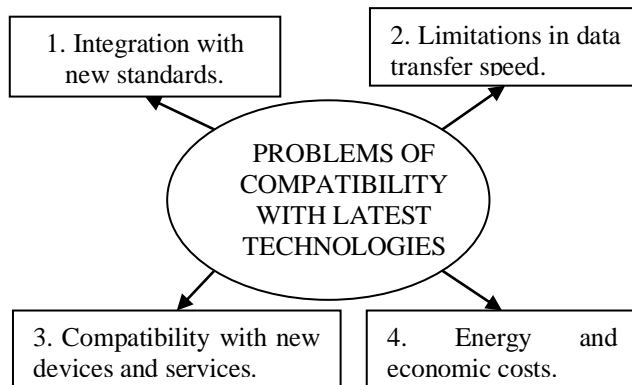 1. Integration with
new standards.
2. Limitations in data
transfer speed.
PROBLEMS OF
COMPATIBILITY
WITH LATEST
TECHNOLOGIES
3. Compatibility with new
devices and services.
4. Energy and
economic costs.